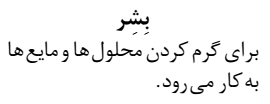 بِشِر
برای گرم کردن محلول‌ها و مایع‌ها
به کار می‌رود.